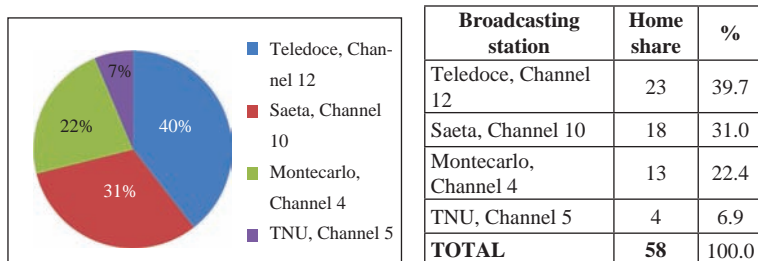 7%
40%
22%
31%
Teledoce, Chan-
nel 12
Saeta, Channel
10
Montecarlo,
Channel 4
TNU, Channel 5
Broadcasting station Home share %
Teledoce, Channel 12 23 39.7
Saeta, Channel 10 18 31.0
Montecarlo, Channel 4 13 22.4
TNU, Channel 5 4 6.9
TOTAL 58 100.0